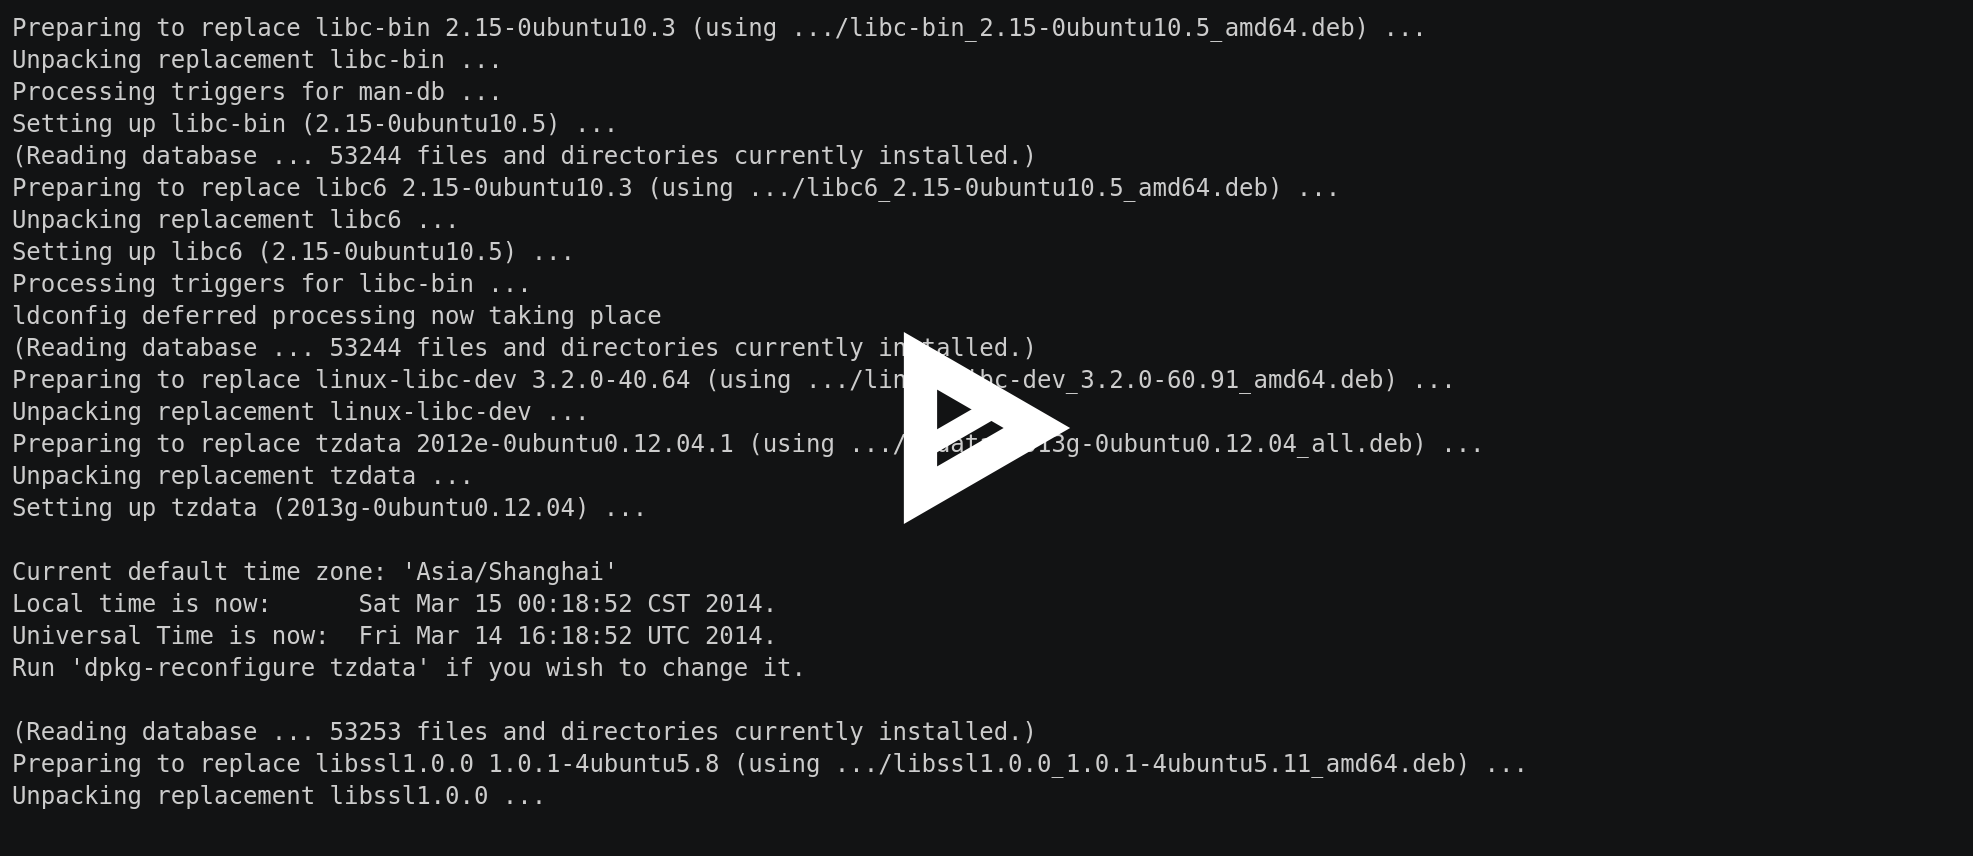 Preparing to replace libc-bin 2.15-0ubuntu10.3 (using .../libc-bin_2.15-0ubuntu10.5_amd64.deb) ...
Unpacking replacement libc-bin ...
Processing triggers for man-db ...
Setting up libc-bin (2.15-0ubuntu10.5) ...
(Reading database ... 53244 files and directories currently installed.)
Preparing to replace libc6 2.15-0ubuntu10.3 (using .../libc6_2.15-0ubuntu10.5_amd64.deb) ...
Unpacking replacement libc6 ...
Setting up libc6 (2.15-0ubuntu10.5) ...
Processing triggers for libc-bin ...
ldconfig deferred processing now taking place
(Reading database ... 53244 files and directories currently installed.)
Preparing to replace linux-libc-dev 3.2.0-40.64 (using .../linux-libc-dev_3.2.0-60.91_amd64.deb) ...
Unpacking replacement linux-libc-dev ...
Preparing to replace tzdata 2012e-0ubuntu0.12.04.1 (using .../tzdata_2013g-0ubuntu0.12.04_all.deb) ...
Unpacking replacement tzdata ...
Setting up tzdata (2013g-0ubuntu0.12.04) ...
Current default time zone: 'Asia/Shanghai'
Local time is now:      Sat Mar 15 00:18:52 CST 2014.
Universal Time is now:  Fri Mar 14 16:18:52 UTC 2014.
Run 'dpkg-reconfigure tzdata' if you wish to change it.
(Reading database ... 53253 files and directories currently installed.)
Preparing to replace libssl1.0.0 1.0.1-4ubuntu5.8 (using .../libssl1.0.0_1.0.1-4ubuntu5.11_amd64.deb) ...
Unpacking replacement libssl1.0.0 ...